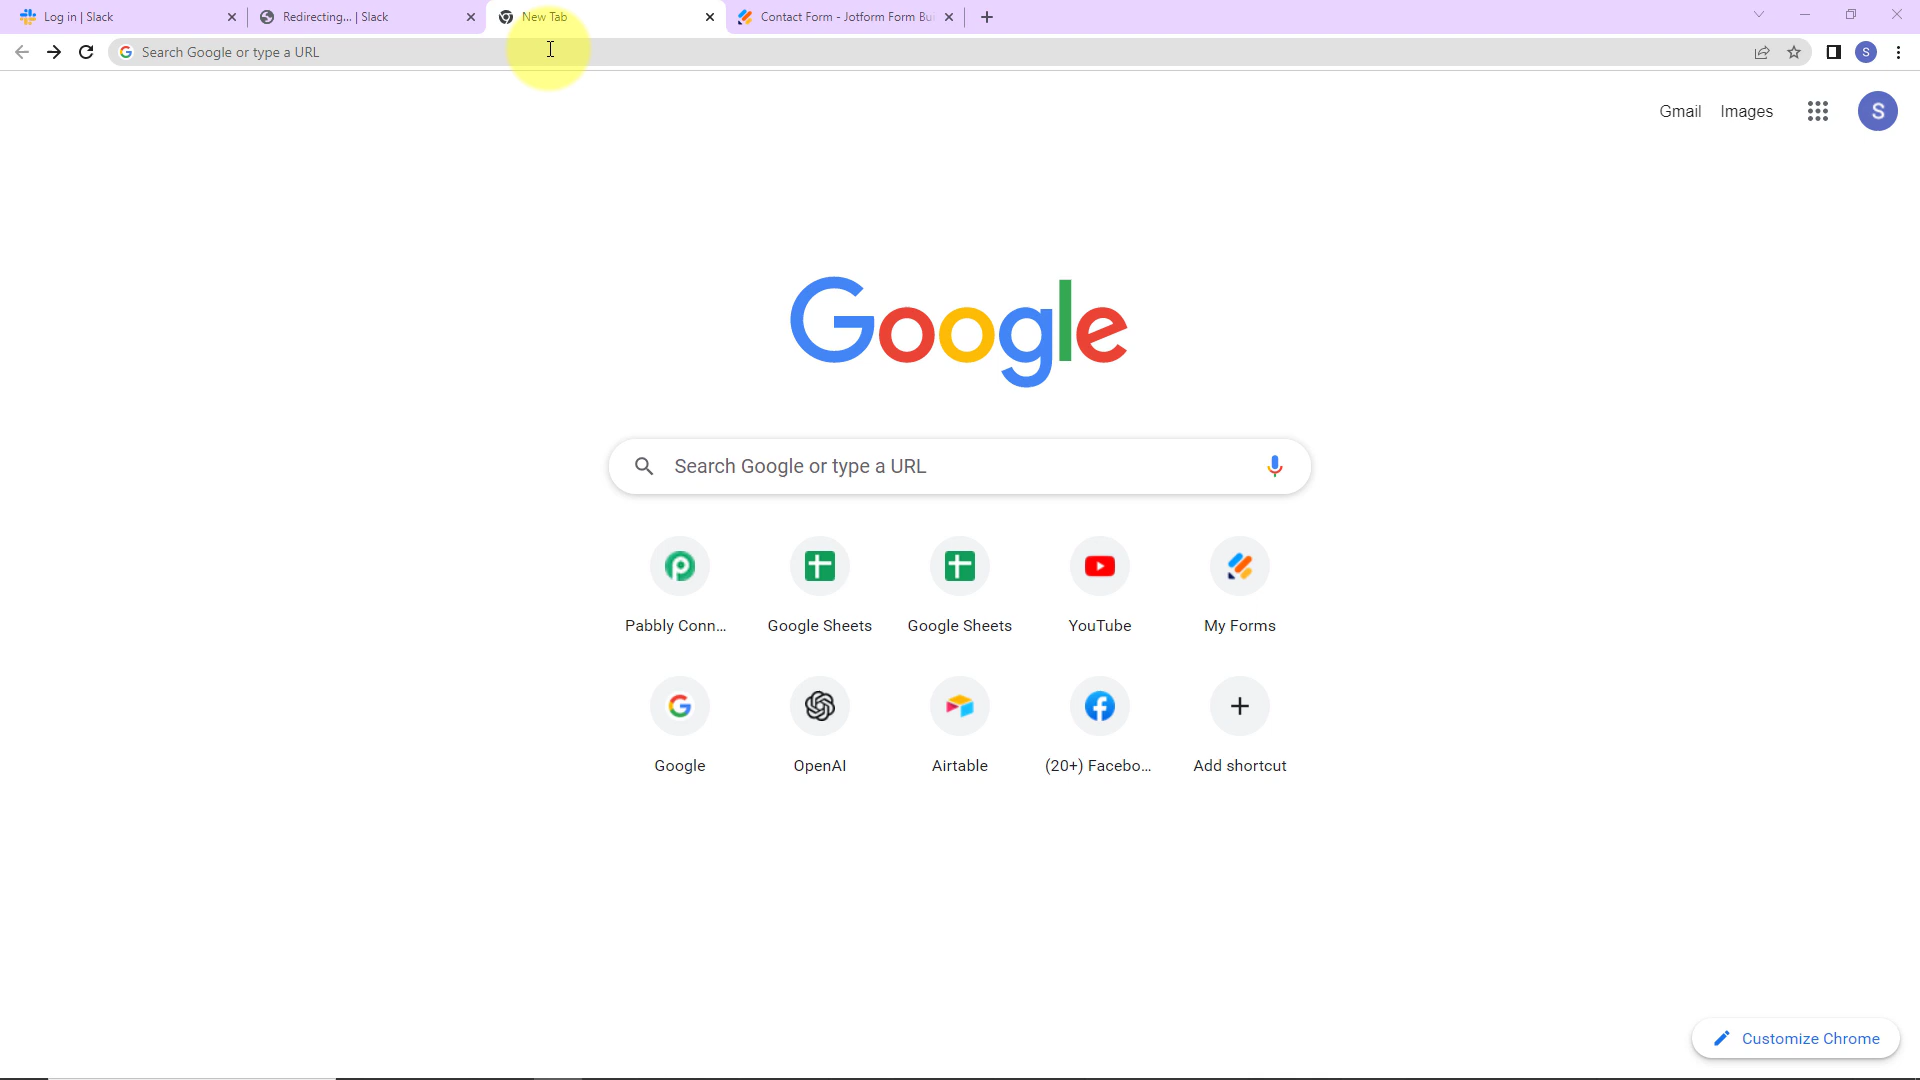 Log in | Slack
Redirecting... | Slack
New Tab
Contact Form - Jotform Form Bu
Search Google or type a URL
S
Gmail
Images
S
Google
Search Google or type a URL
Pabbly Conn...
Google Sheets
Google Sheets
YouTube
My Forms
Google
OpenAI
Airtable
(20+) Facebo...
Add shortcut
Customize Chrome